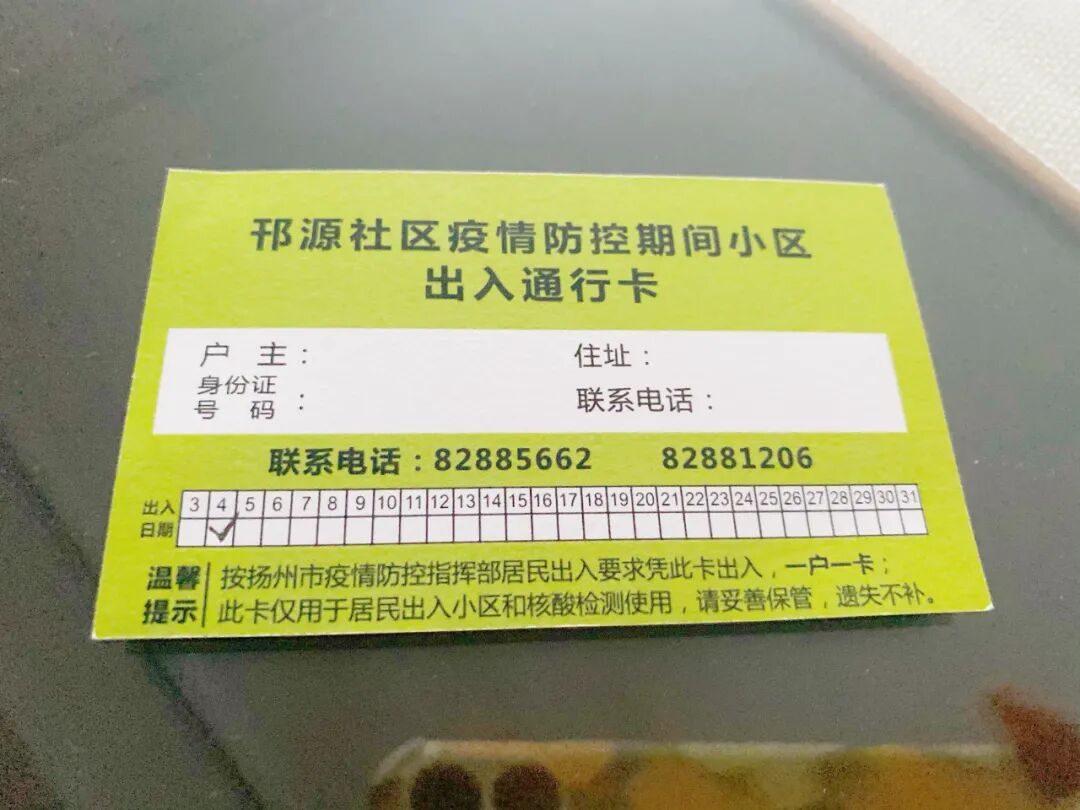 邗源社区疫情防控期间小区
出入通行卡
户 主：
住址：
身份证
号 码：
联系电话：
联系电话：82885662 82881206
出入 3 4 5 6 7 8 9 10 11 12 13 14 15 16 17 18 19 20 21 22 23 24 25 26 27 28 29 30 31
日期 ✓
温馨 按扬州市疫情防控指挥部居民出入要求凭此卡出入，一户一卡；
提示 此卡仅用于居民出入小区和核酸检测使用，请妥善保管，遗失不补。